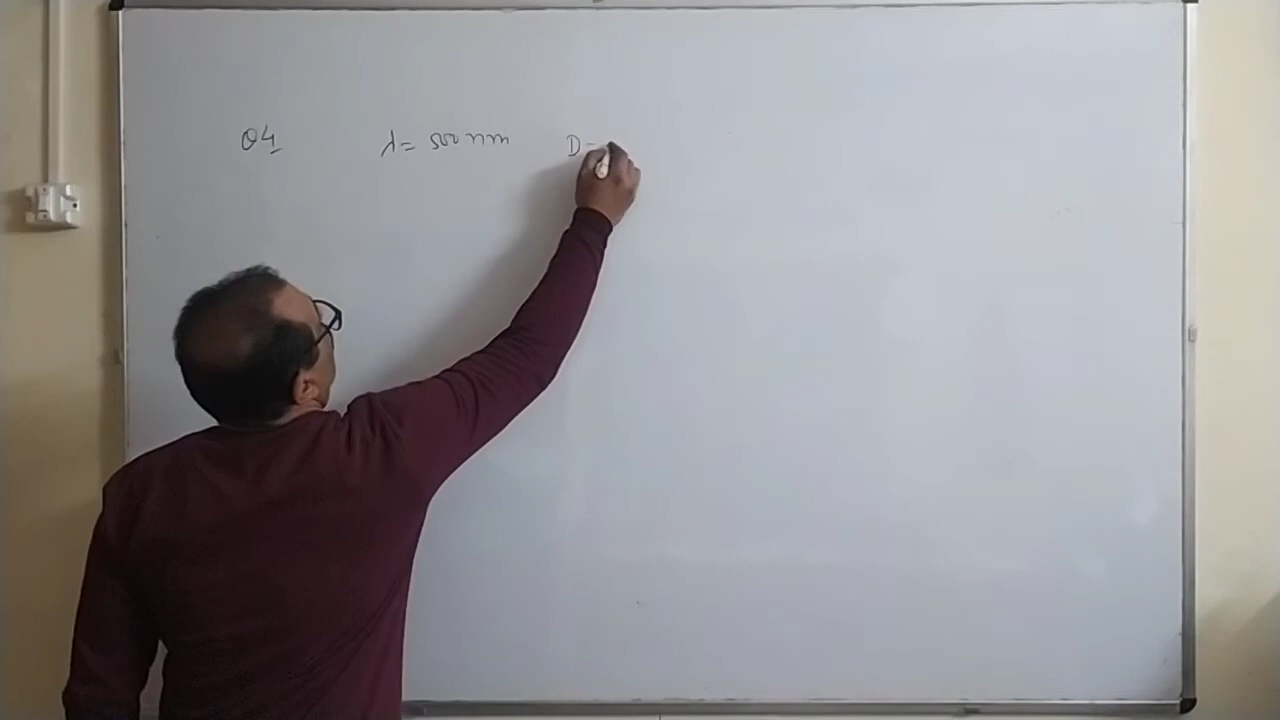 Q4 λ = 500 nm D =